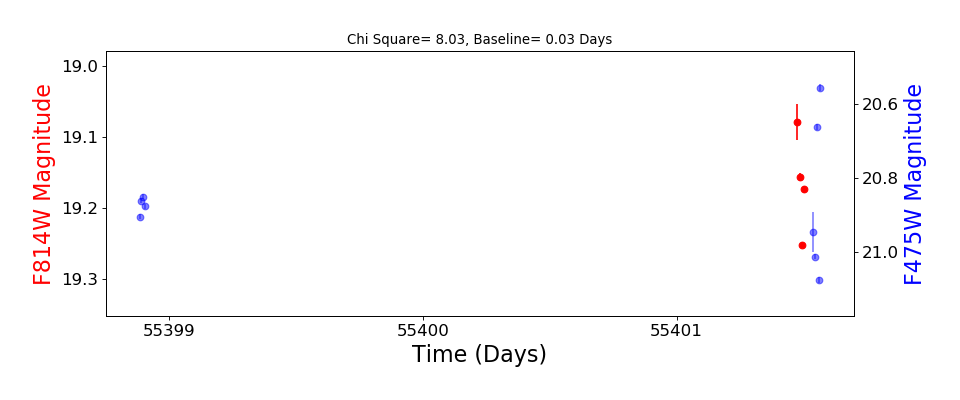 Chi Square= 8.03, Baseline= 0.03 Days
F814W Magnitude
19.0
19.1
19.2
19.3
20.6
20.8
21.0
F475W Magnitude
55399
55400
55401
Time (Days)